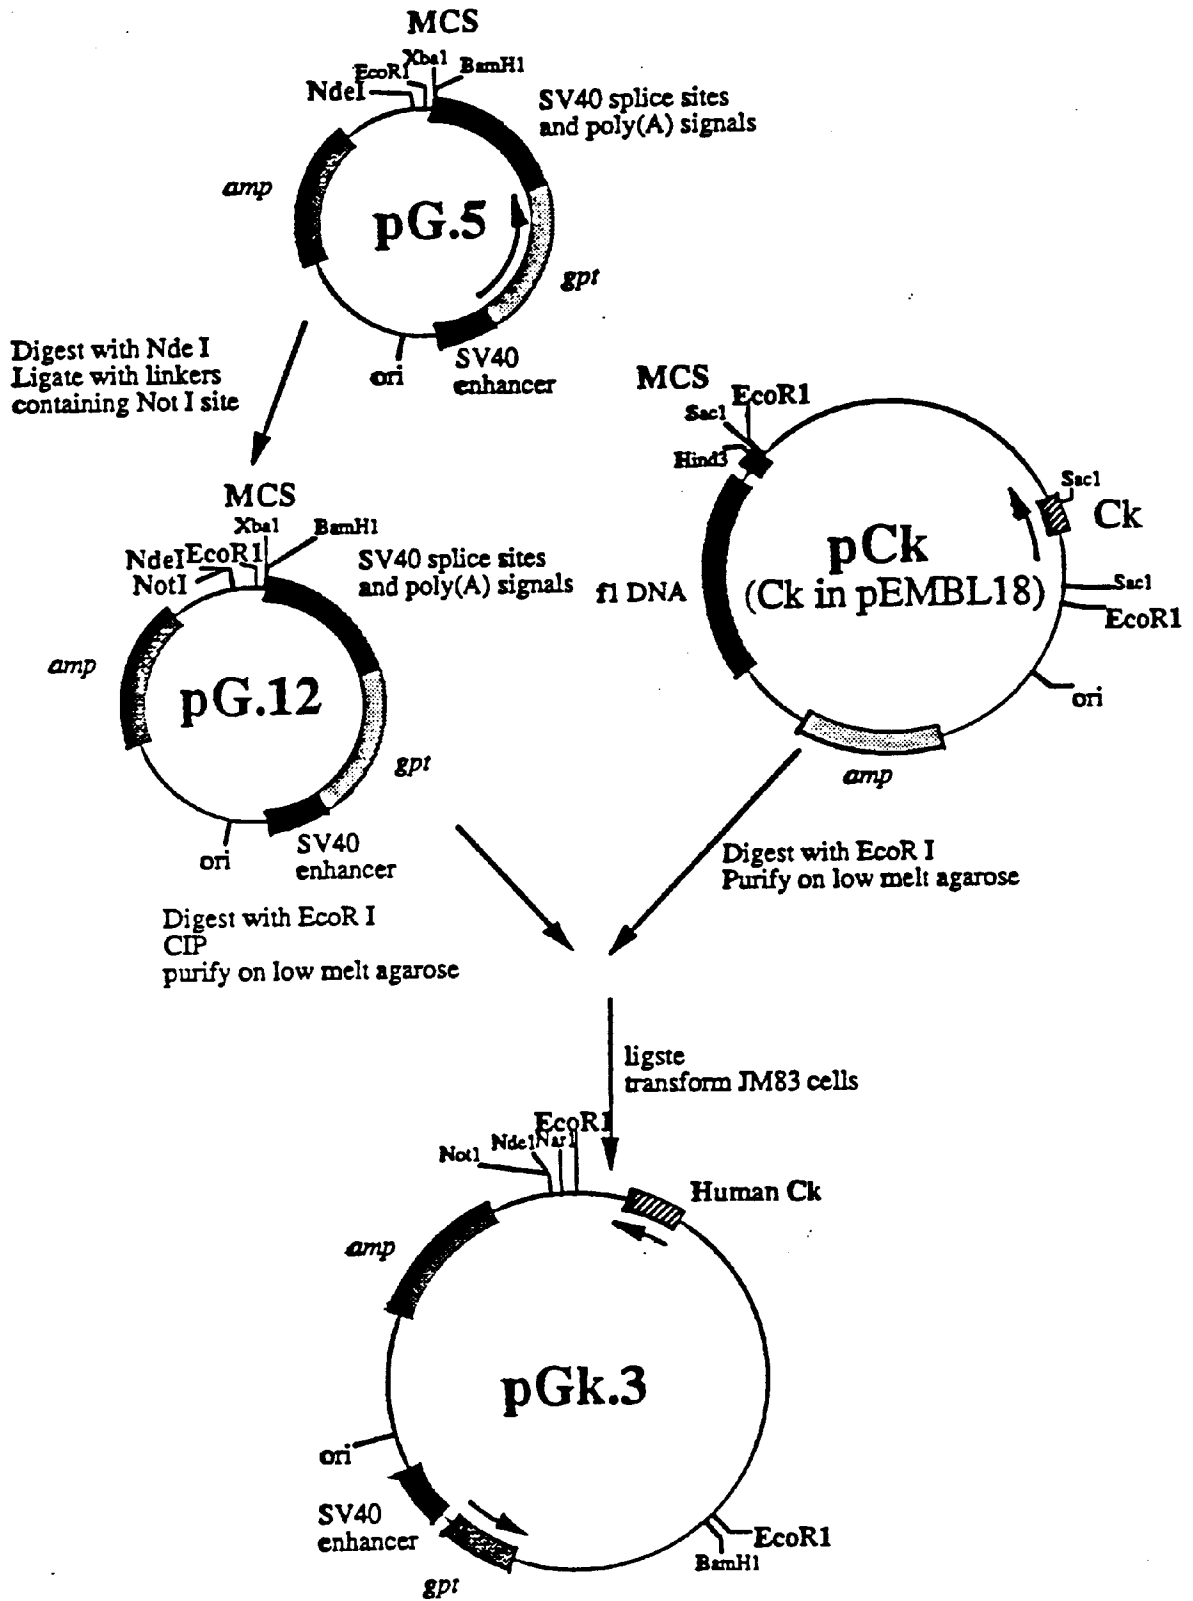 MCS
Xba1
EcoR1
BamH1
NdeI
SV40 splice sites
and poly(A) signals
amp
pG.5
gpt
ori
SV40
enhancer
Digest with Nde I
Ligate with linkers
containing Not I site
MCS
EcoR1
Sac1
Hind3
Sac1
Ck
pCk
(Ck in pEMBL18)
f1 DNA
Sac1
EcoR1
ori
amp
MCS
Xba1
BamH1
NdeI
EcoR1
NotI
SV40 splice sites
and poly(A) signals
amp
pG.12
gpt
ori
SV40
enhancer
Digest with EcoR I
CIP
purify on low melt agarose
Digest with EcoR I
Purify on low melt agarose
ligste
transform JM83 cells
EcoR1
Nde1
Nar1
Not1
Human Ck
amp
pGk.3
ori
SV40
enhancer
gpt
EcoR1
BamH1